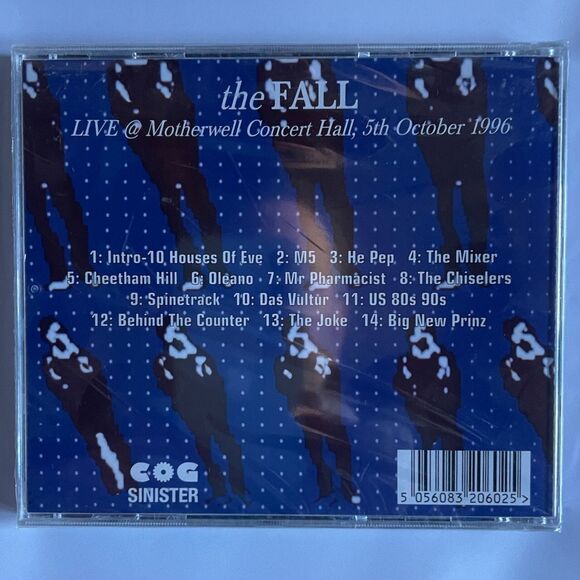 the FALL
LIVE @ Motherwell Concert Hall, 5th October 1996
1: Intro-10 Houses Of Eve 2: M5 3: He Pep 4: The Mixer
5: Cheetham Hill 6: Oleano 7: Mr Pharmacist 8: The Chiselers
9: Spinetrack 10: Das Vultur 11: US 80s 90s
12: Behind The Counter 13: The Joke 14: Big New Prinz
COG
SINISTER
5 056083 206025 >